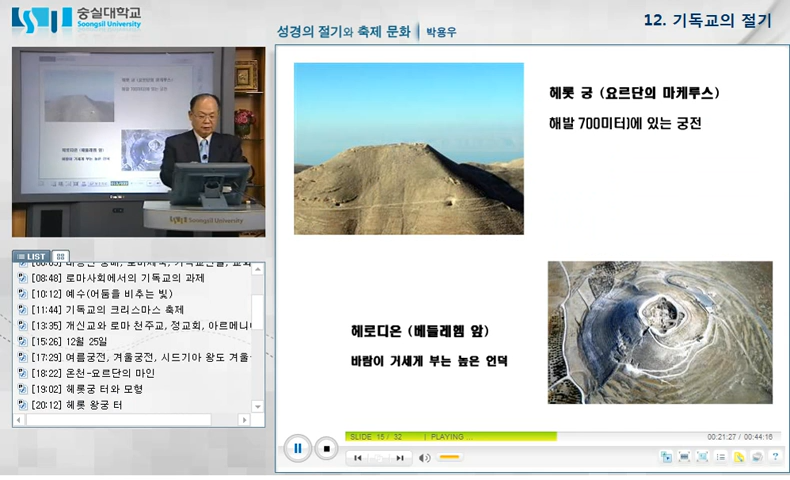 숭실대학교
Soongsil University
성경의 절기와 축제 문화 박용우
12. 기독교의 절기
헤롯 궁 (요르단의 마케루스)
해발 700미터)에 있는 궁전
헤로디은 (베들레헴 앞)
바람이 거세게 부는 높은 언덕
Soongsil University
LIST
[08:48] 로마사회에서의 기독교의 과제
[10:12] 예수(어둠을 비추는 빛)
[11:44] 기독교의 크리스마스 축제
[13:35] 개신교와 로마 천주교, 정교회, 아르메니
[15:26] 12월 25일
[17:29] 여름궁전, 겨울궁전, 시드기아 왕도 겨울
[18:22] 온천-요르단의 마인
[19:02] 헤롯궁 터와 모형
[20:12] 헤롯 왕궁 터
SLIDE 15 / 32 | PLAYING ...
00:21:27 / 00:44:16